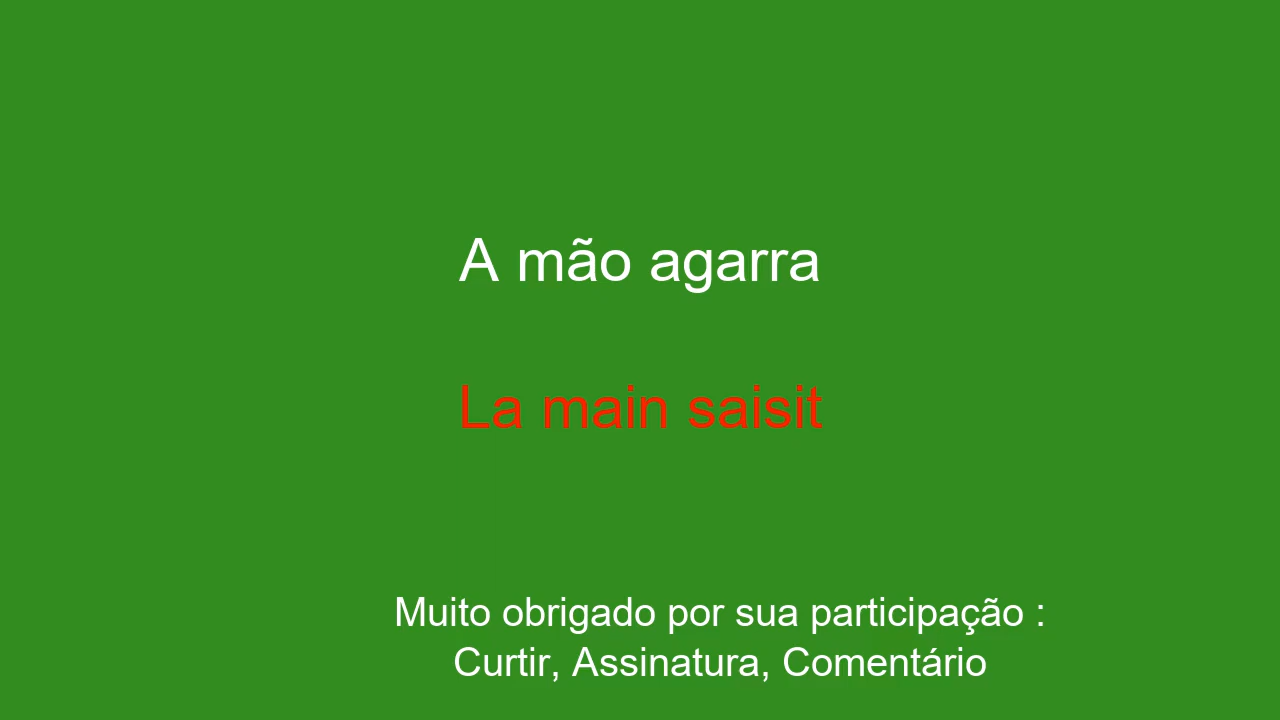 A mão agarra
La main saisit
Muito obrigado por sua participação :
Curtir, Assinatura, Comentário